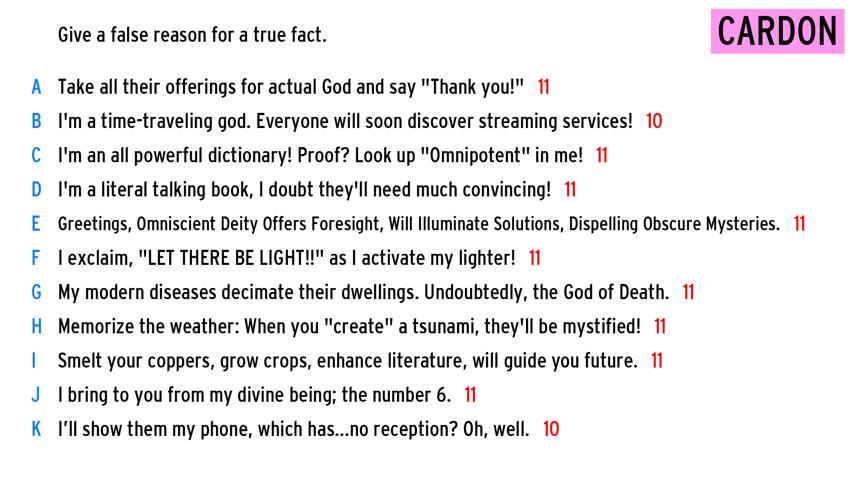 Give a false reason for a true fact.
CARDON
A Take all their offerings for actual God and say "Thank you!" 11
B I'm a time-traveling god. Everyone will soon discover streaming services! 10
C I'm an all powerful dictionary! Proof? Look up "Omnipotent" in me! 11
D I'm a literal talking book, I doubt they'll need much convincing! 11
E Greetings, Omniscient Deity Offers Foresight, Will Illuminate Solutions, Dispelling Obscure Mysteries. 11
F I exclaim, "LET THERE BE LIGHT!!" as I activate my lighter! 11
G My modern diseases decimate their dwellings. Undoubtedly, the God of Death. 11
H Memorize the weather: When you "create" a tsunami, they'll be mystified! 11
I Smelt your coppers, grow crops, enhance literature, will guide you future. 11
J I bring to you from my divine being; the number 6. 11
K I’ll show them my phone, which has...no reception? Oh, well. 10